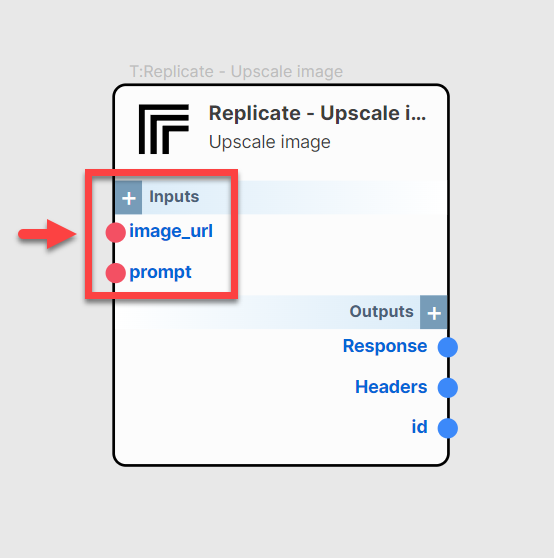 T:Replicate - Upscale image
Replicate - Upscale i...
Upscale image
+ Inputs
image_url
prompt
Outputs +
Response
Headers
id